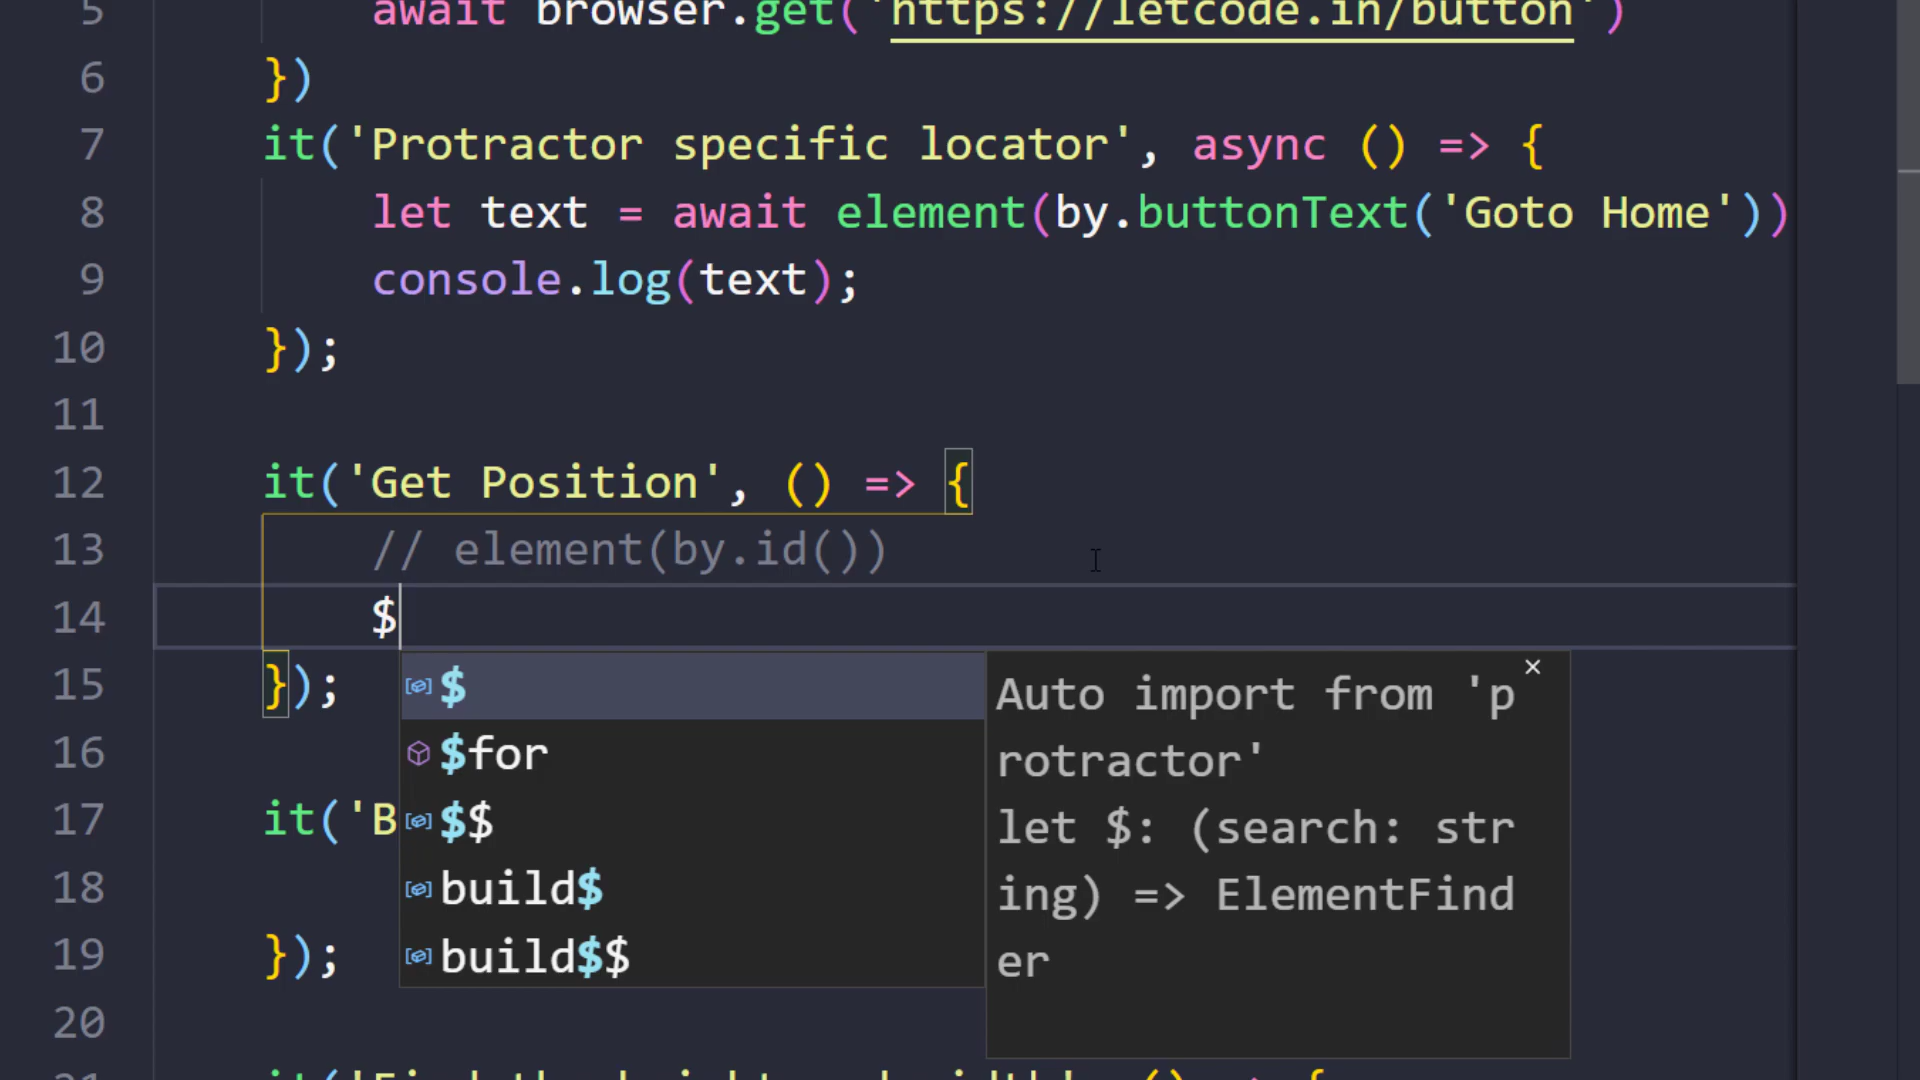 5 await browser.get('https://letcode.in/button')
6 })
7 it('Protractor specific locator', async () => {
8 let text = await element(by.buttonText('Goto Home'))
9 console.log(text);
10 });
11
12 it('Get Position', () => {
13 // element(by.id())
14 $
15 });
16
17 it('B
18
19 });
20
$
$for
$$
build$
build$$
Auto import from 'p
rotractor'
let $: (search: str
ing) => ElementFind
er